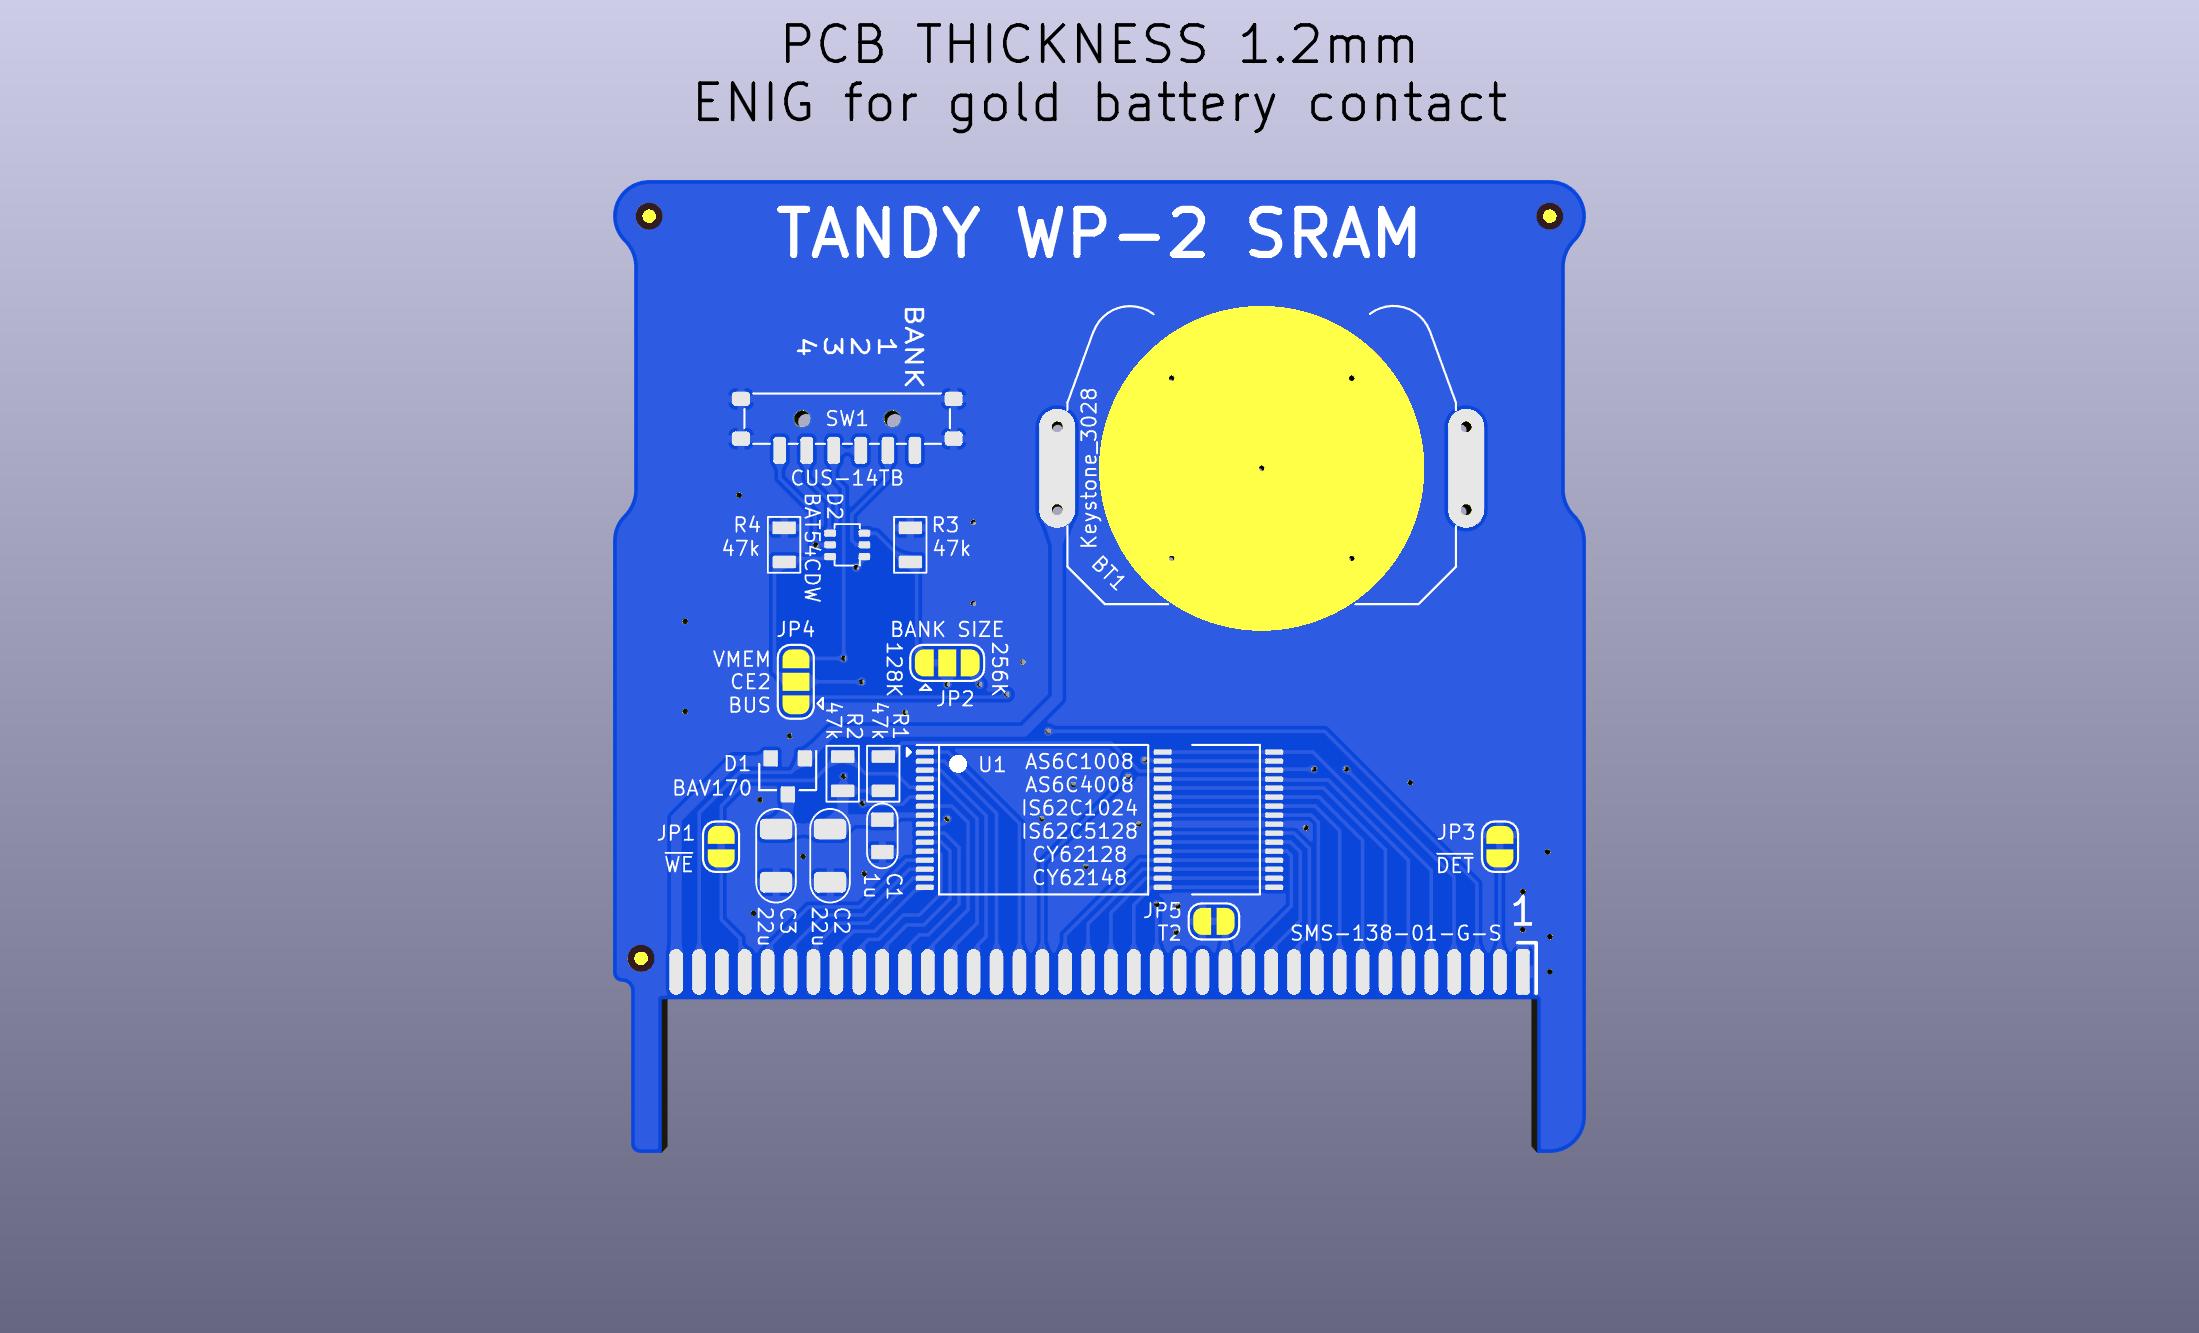 PCB THICKNESS 1.2mm
ENIG for gold battery contact
TANDY WP-2 SRAM
BANK
1
2
3
4
SW1
CUS-14TB
Keystone_3028
BT1
D2
BAT54CDW
R4
47k
R3
47k
JP4
VMEM
CE2
BUS
BANK SIZE
128K
256K
JP2
R1
47k
R2
47k
D1
BAV170
U1
AS6C1008
AS6C4008
IS62C1024
IS62C5128
CY62128
CY62148
JP1
WE
C1
1u
C2
22u
C3
22u
JP3
DET
JP5
T2
1
SMS-138-01-G-S